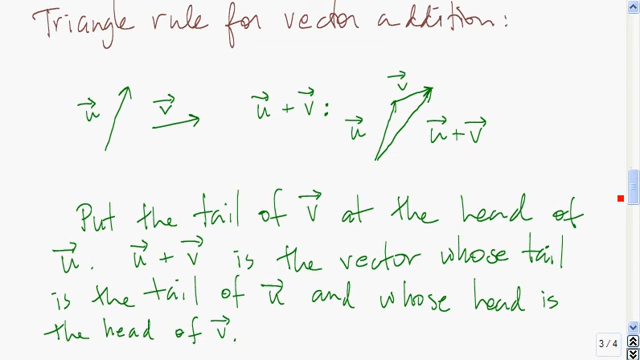 Triangle rule for vector addition:
u⃗ v⃗ u⃗ + v⃗: u⃗ v⃗ u⃗+v⃗
Put the tail of v⃗ at the head of
u⃗. u⃗ + v⃗ is the vector whose tail
is the tail of u⃗ and whose head is
the head of v⃗.
3/4